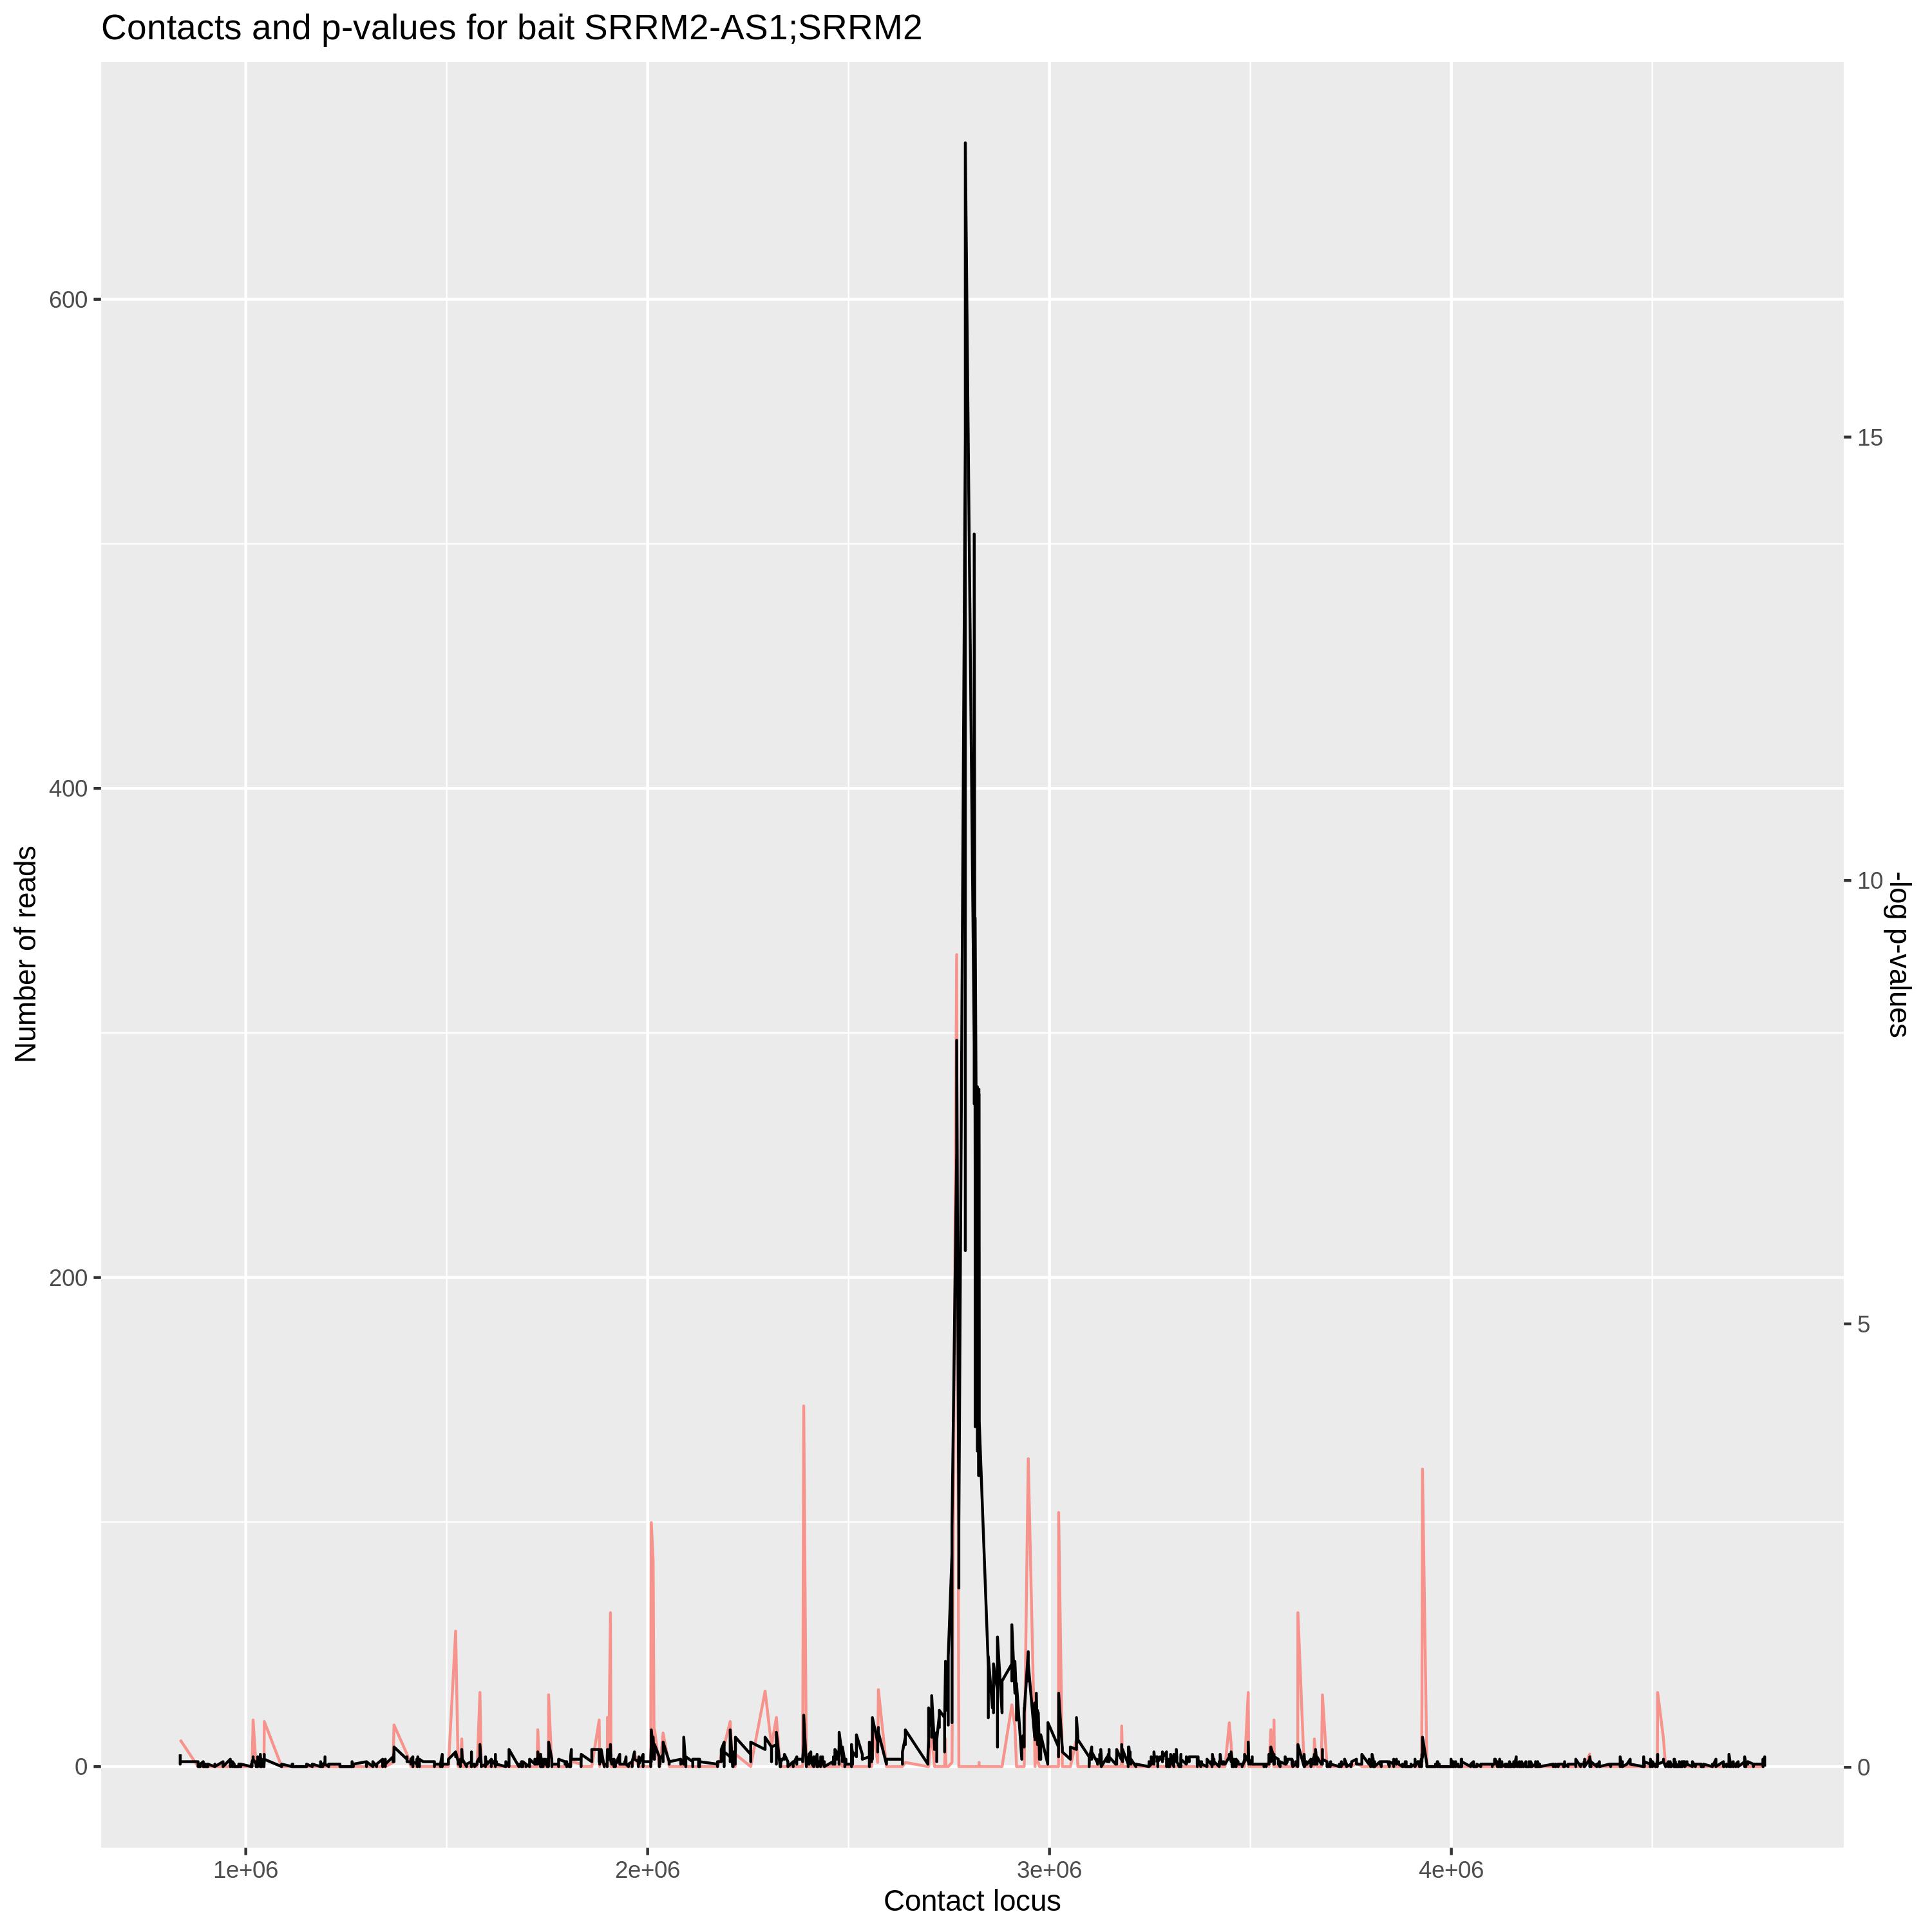 Contacts and p-values for bait SRRM2-AS1;SRRM2
600
400
200
0
Number of reads
15
10
5
0
-log p-values
1e+06
2e+06
3e+06
4e+06
Contact locus